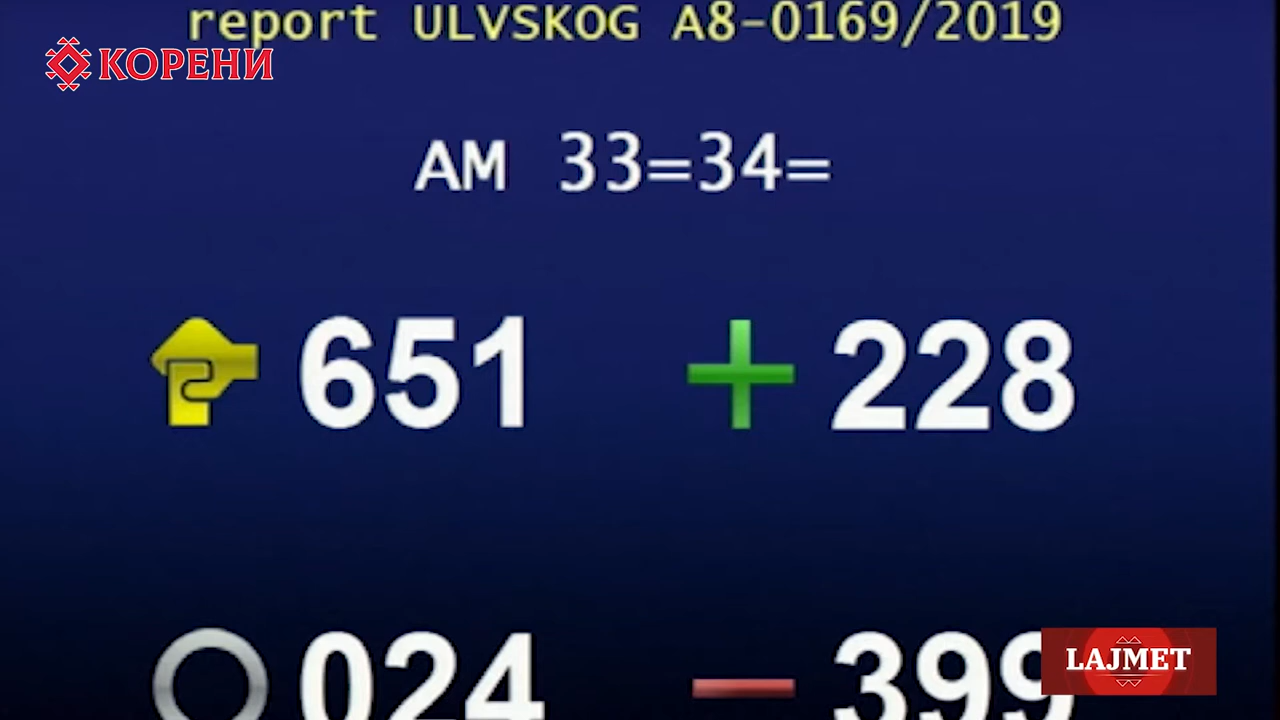 report ULVSKOG A8-0169/2019
КОРЕНИ
AM 33=34=
651
228
024
399
LAJMET